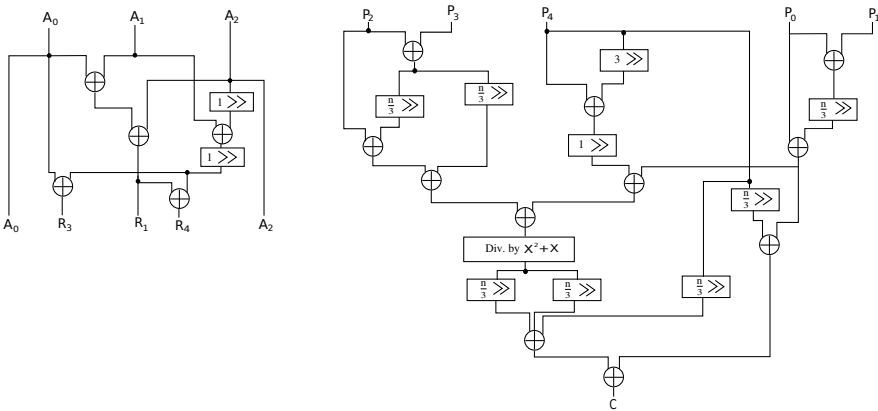 A0 A1 A2
1 >>
1 >>
A0 R3 R1 R4 A2
P2 P3 P4 P0 P1
3 >>
n/3 >> n/3 >> n/3 >>
1 >>
n/3 >>
Div. by X²+X
n/3 >> n/3 >> n/3 >>
C